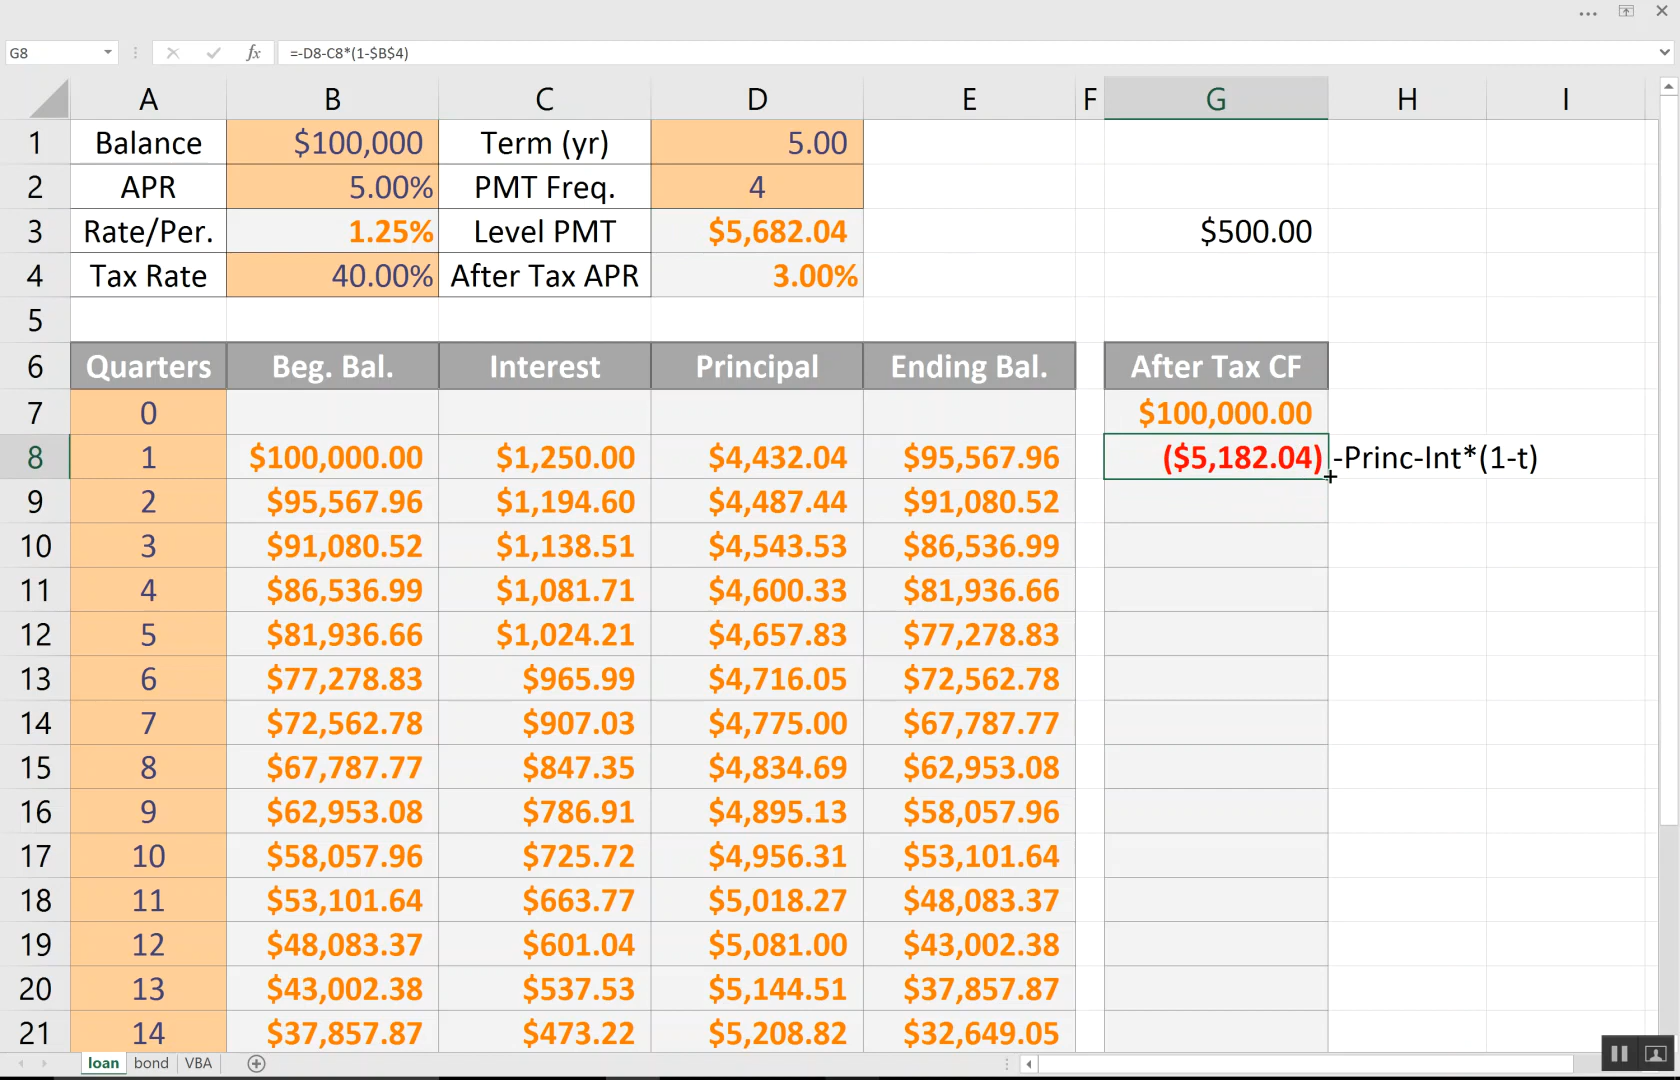 G8 fx =-D8-C8*(1-$B$4)
A B C D E F G H I
1 Balance $100,000 Term (yr) 5.00
2 APR 5.00% PMT Freq. 4
3 Rate/Per. 1.25% Level PMT $5,682.04 $500.00
4 Tax Rate 40.00% After Tax APR 3.00%
5
6 Quarters Beg. Bal. Interest Principal Ending Bal. After Tax CF
7 0 $100,000.00
8 1 $100,000.00 $1,250.00 $4,432.04 $95,567.96 ($5,182.04) -Princ-Int*(1-t)
9 2 $95,567.96 $1,194.60 $4,487.44 $91,080.52
10 3 $91,080.52 $1,138.51 $4,543.53 $86,536.99
11 4 $86,536.99 $1,081.71 $4,600.33 $81,936.66
12 5 $81,936.66 $1,024.21 $4,657.83 $77,278.83
13 6 $77,278.83 $965.99 $4,716.05 $72,562.78
14 7 $72,562.78 $907.03 $4,775.00 $67,787.77
15 8 $67,787.77 $847.35 $4,834.69 $62,953.08
16 9 $62,953.08 $786.91 $4,895.13 $58,057.96
17 10 $58,057.96 $725.72 $4,956.31 $53,101.64
18 11 $53,101.64 $663.77 $5,018.27 $48,083.37
19 12 $48,083.37 $601.04 $5,081.00 $43,002.38
20 13 $43,002.38 $537.53 $5,144.51 $37,857.87
21 14 $37,857.87 $473.22 $5,208.82 $32,649.05
loan bond VBA